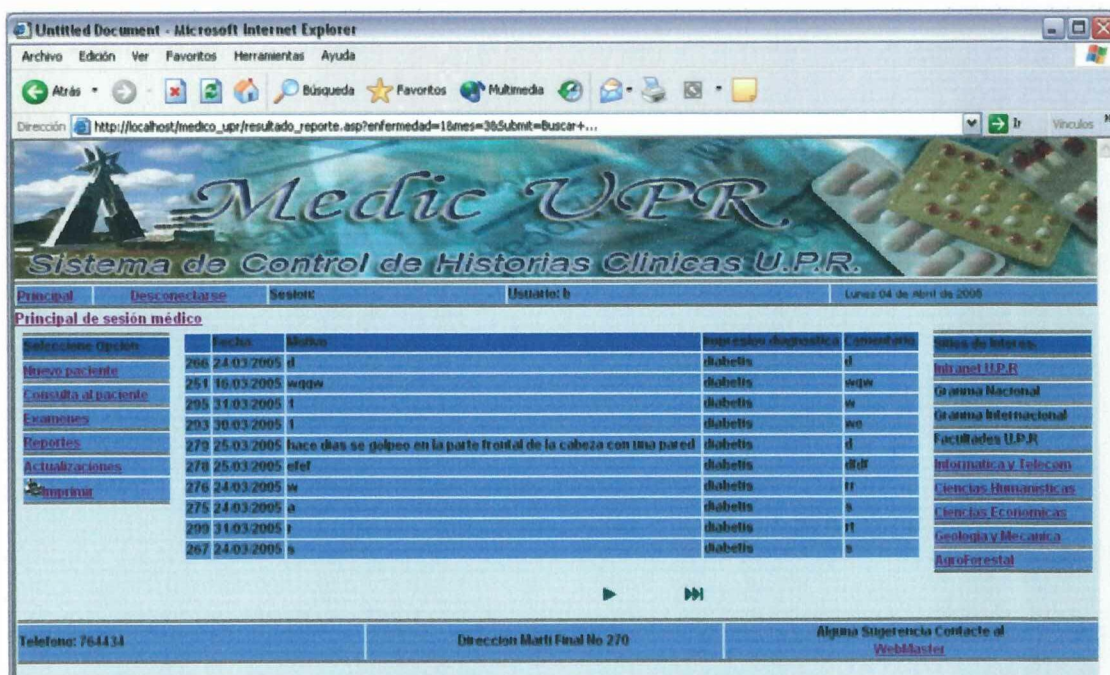 Untitled Document - Microsoft Internet Explorer
Archivo Edición Ver Favoritos Herramientas Ayuda
Atrás Búsqueda Favoritos Multimedia
Dirección http://localhost/medico_upr/resultado_reporte.asp?enfermedad=1&mes=3&Submit=Buscar+... Ir Vínculos
Medic UPR
Sistema de Control de Historias Clinicas U.P.R.
Principal Desconectarse Sesion: Usuario: b Lunes 04 de Abril de 2005
Principal de sesión médico
Seleccione Opcion
Nuevo paciente
Consulta al paciente
Examenes
Reportes
Actualizaciones
Imprimir
Fecha Motivo Impresion diagnostica Comentario
266 24/03/2005 d diabetis d
251 16/03/2005 wqqw diabetis wqw
295 31/03/2005 1 diabetis w
293 30/03/2005 1 diabetis we
279 25/03/2005 hace dias se golpeo en la parte frontal de la cabeza con una pared diabetis d
278 25/03/2005 efef diabetis dfdf
276 24/03/2005 w diabetis rr
275 24/03/2005 a diabetis s
299 31/03/2005 r diabetis tt
267 24/03/2005 s diabetis s
Sitios de Interes:
Intranet U.P.R
Granma Nacional
Granma Internacional
Facultades U.P.R
Informatica y Telecom
Ciencias Humanisticas
Ciencias Economicas
Geologia y Mecanica
AgroForestal
Telefono: 764434
Direccion Marti Final No 270
Alguna Sugerencia Contacte al
WebMaster